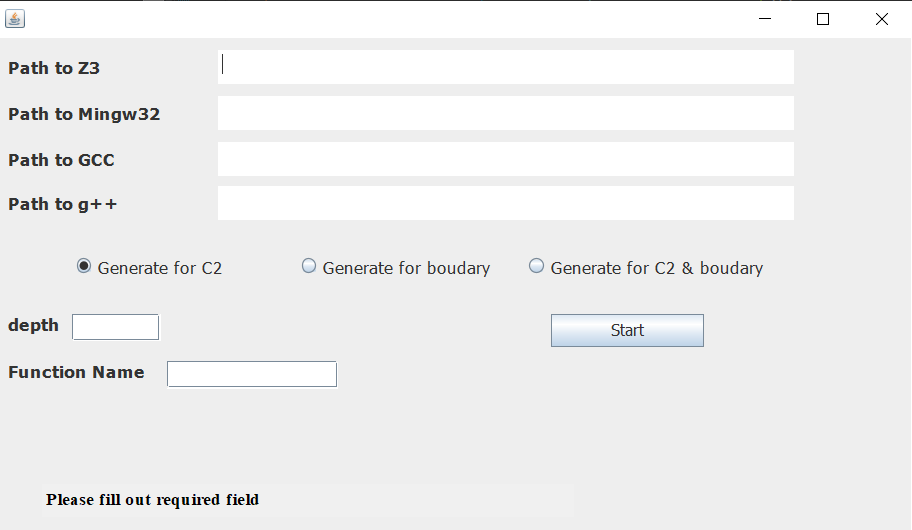 Path to Z3
Path to Mingw32
Path to GCC
Path to g++
Generate for C2 Generate for boudary Generate for C2 & boudary
depth Start
Function Name
Please fill out required field